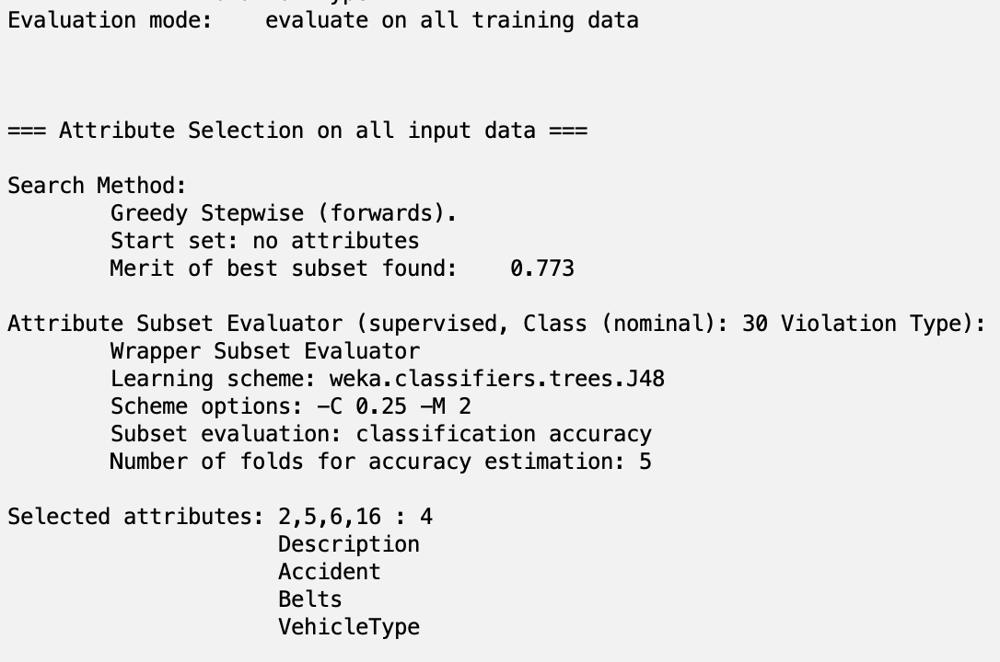 Evaluation mode:    evaluate on all training data
=== Attribute Selection on all input data ===
Search Method:
Greedy Stepwise (forwards).
Start set: no attributes
Merit of best subset found:    0.773
Attribute Subset Evaluator (supervised, Class (nominal): 30 Violation Type):
Wrapper Subset Evaluator
Learning scheme: weka.classifiers.trees.J48
Scheme options: -C 0.25 -M 2
Subset evaluation: classification accuracy
Number of folds for accuracy estimation: 5
Selected attributes: 2,5,6,16 : 4
Description
Accident
Belts
VehicleType